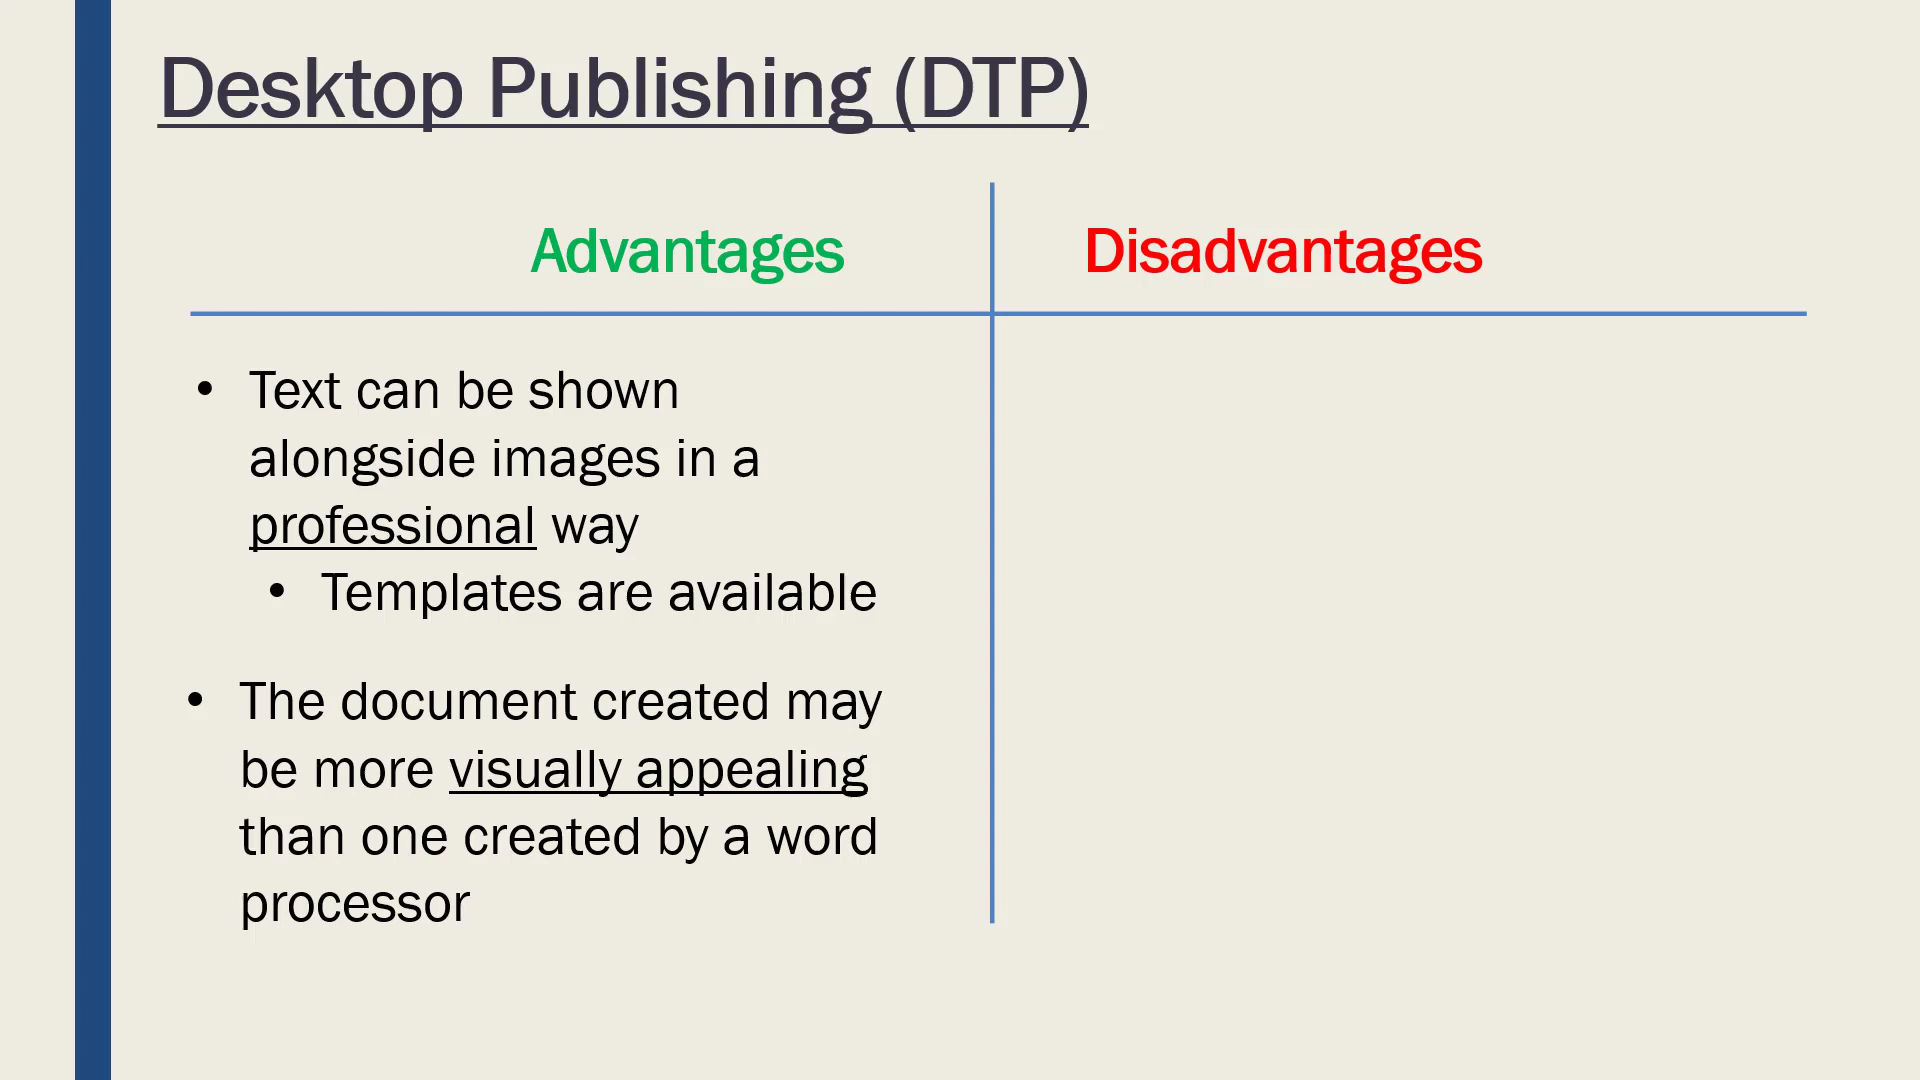 Desktop Publishing (DTP)
Advantages
Disadvantages
• Text can be shown
alongside images in a
professional way
• Templates are available
• The document created may
be more visually appealing
than one created by a word
processor